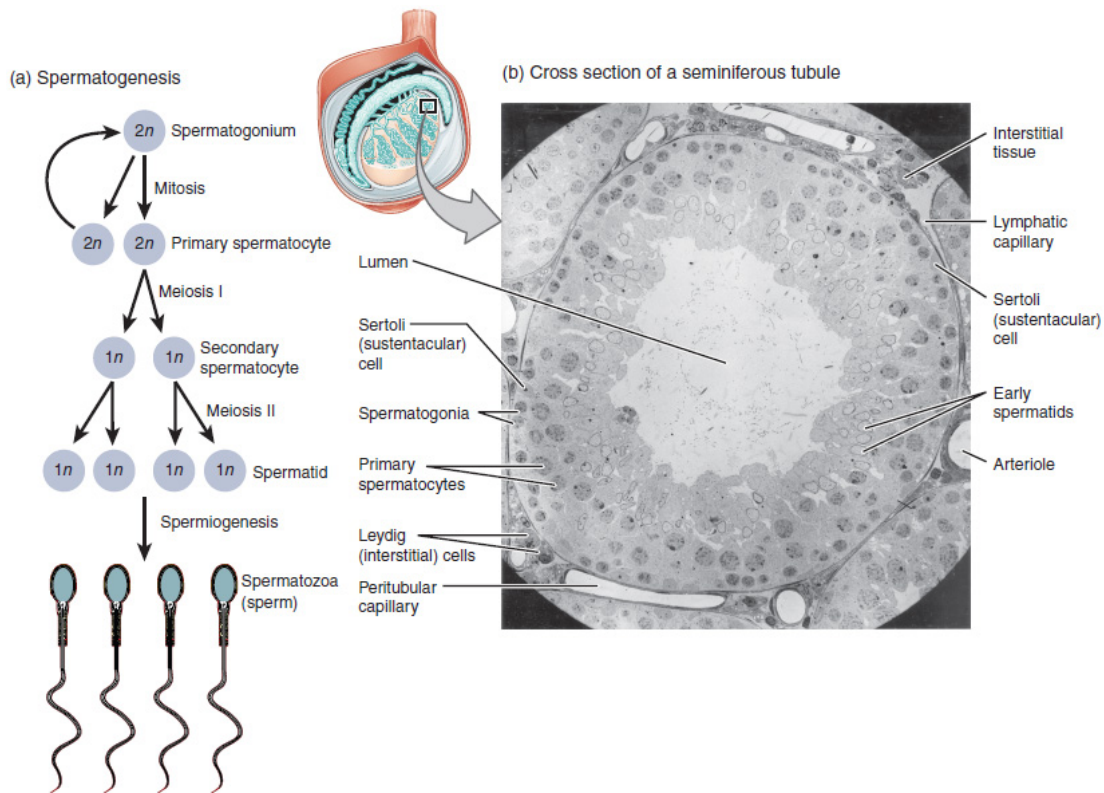 (a) Spermatogenesis
2n Spermatogonium
Mitosis
2n 2n Primary spermatocyte
Meiosis I
1n 1n Secondary
spermatocyte
Meiosis II
1n 1n 1n 1n Spermatid
Spermiogenesis
Spermatozoa
(sperm)
(b) Cross section of a seminiferous tubule
Lumen
Sertoli
(sustentacular)
cell
Spermatogonia
Primary
spermatocytes
Leydig
(interstitial) cells
Peritubular
capillary
Interstitial
tissue
Lymphatic
capillary
Sertoli
(sustentacular)
cell
Early
spermatids
Arteriole